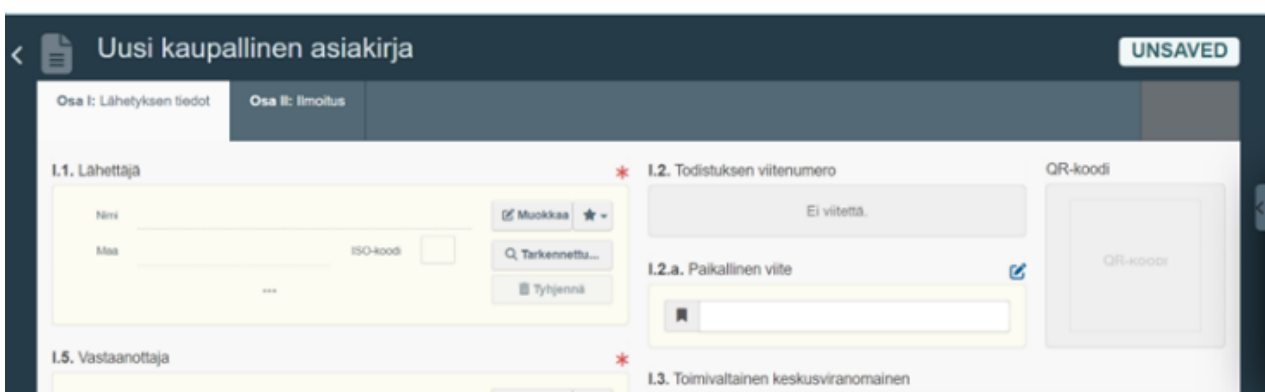 Uusi kaupallinen asiakirja
UNSAVED
Osa I: Lähetyksen tiedot
Osa II: Ilmoitus
I.1. Lähettäjä *
Nimi
Muokkaa
Maa
ISO-koodi
Tarkennettu...
...
Tyhjennä
I.2. Todistuksen viitenumero
Ei viitettä.
QR-koodi
QR-KOODI
I.2.a. Paikallinen viite
I.5. Vastaanottaja *
I.3. Toimivaltainen keskusviranomainen